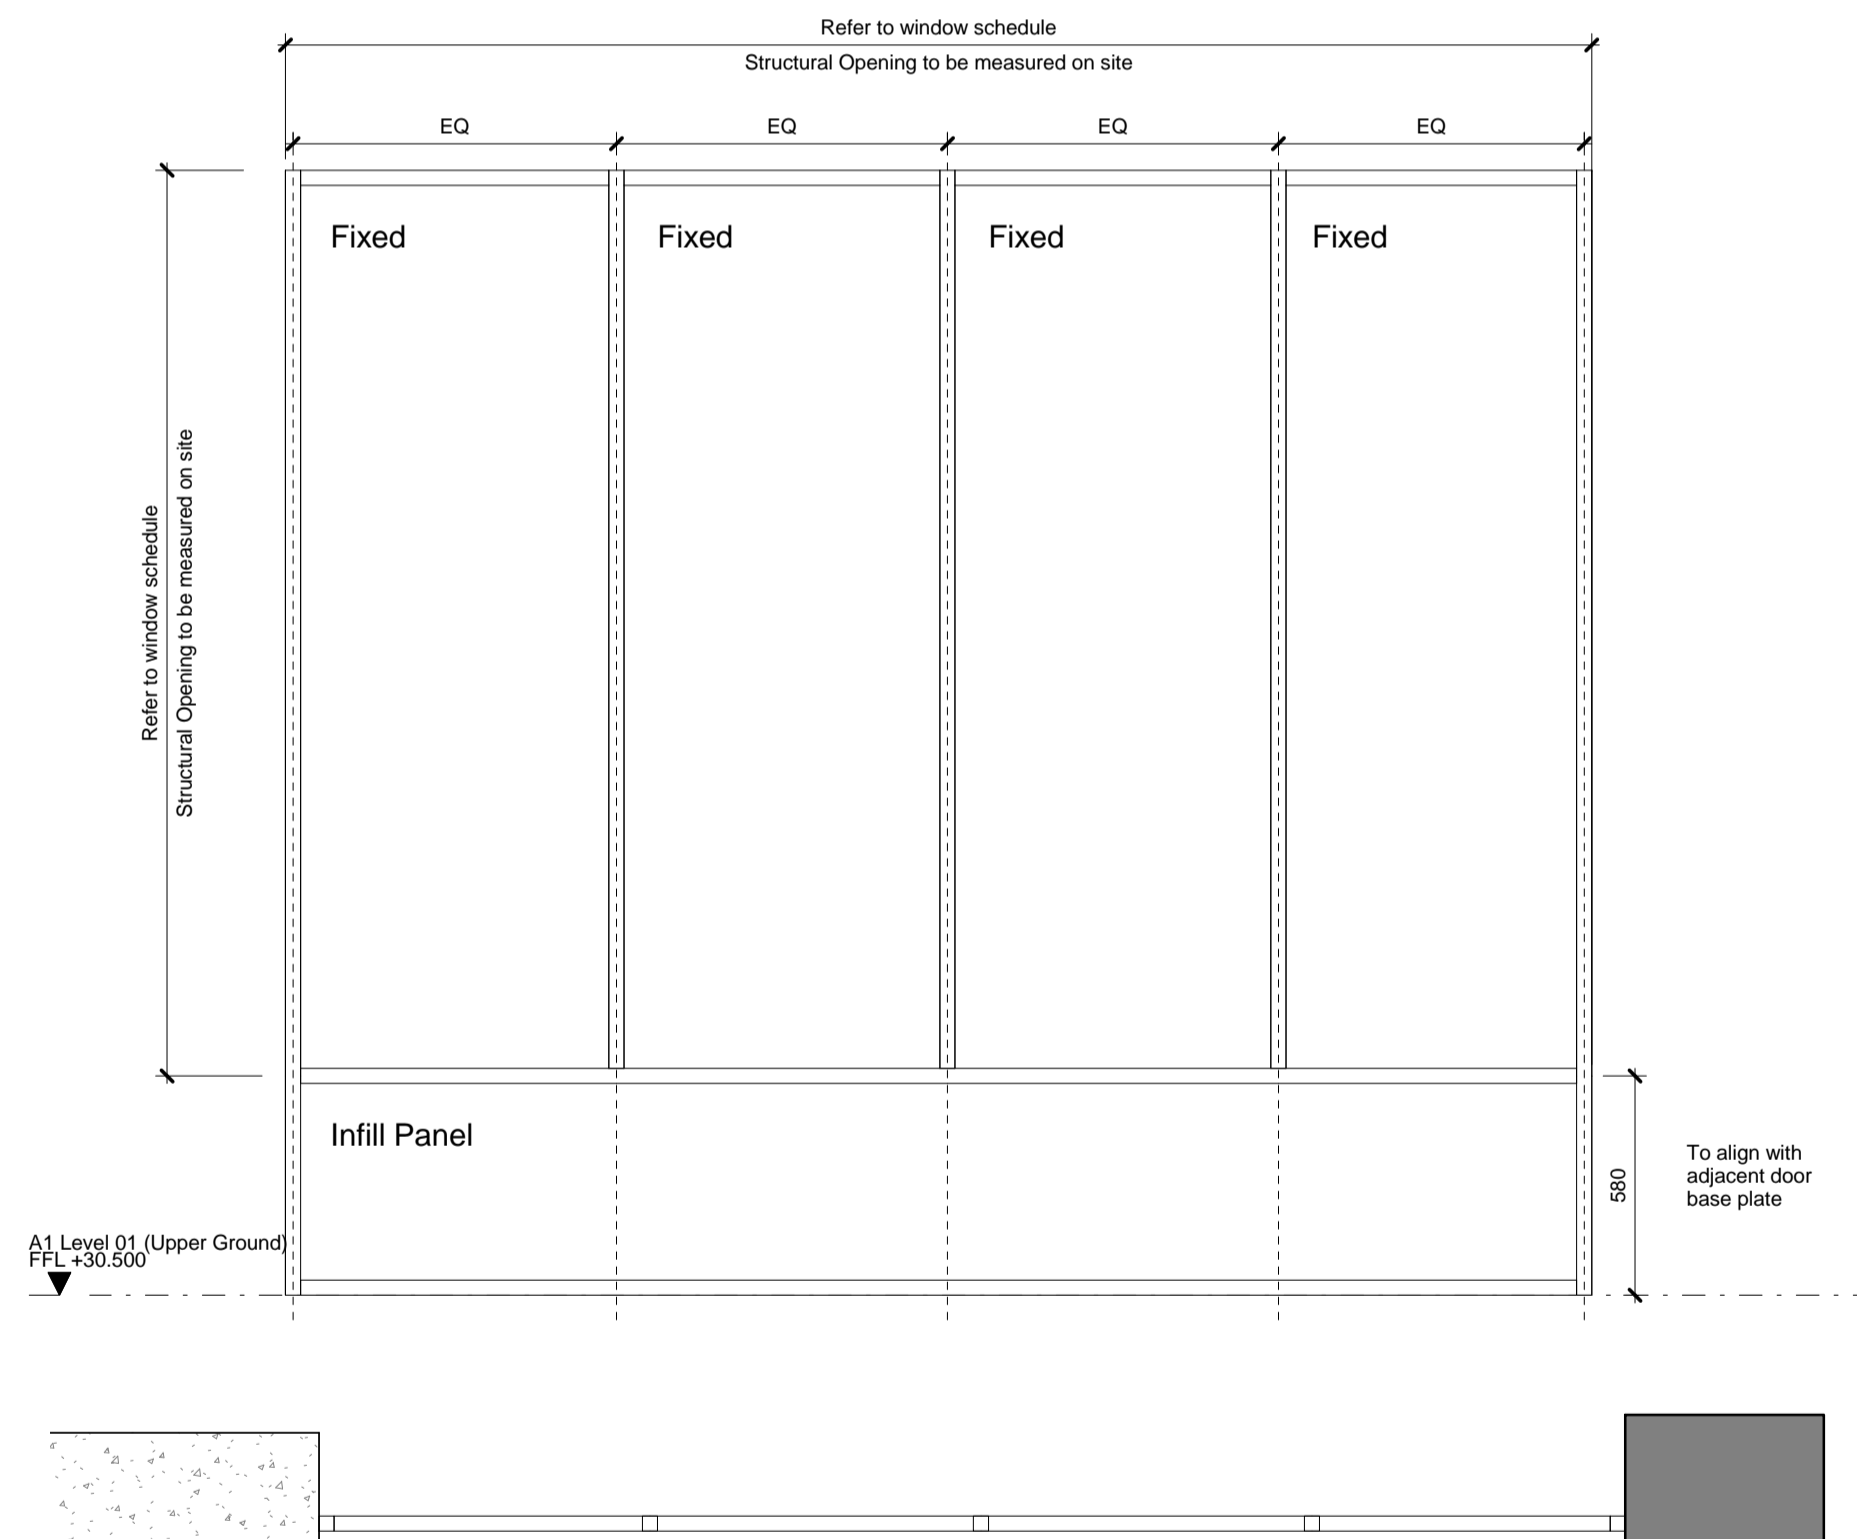 Refer to window schedule
Structural Opening to be measured on site
EQ EQ EQ EQ
Fixed Fixed Fixed Fixed
Refer to window schedule
Structural Opening to be measured on site
Infill Panel
580
To align with
adjacent door
base plate
A1 Level 01 (Upper Ground)
FFL +30.500